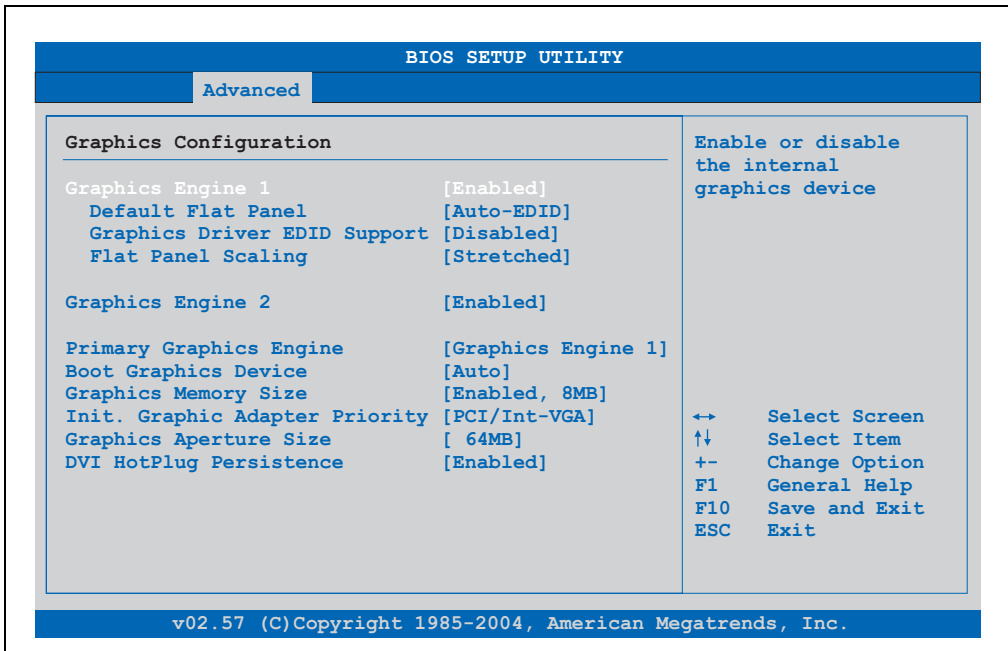 BIOS SETUP UTILITY
Advanced
Graphics Configuration
Graphics Engine 1 [Enabled]
Default Flat Panel [Auto-EDID]
Graphics Driver EDID Support [Disabled]
Flat Panel Scaling [Stretched]
Graphics Engine 2 [Enabled]
Primary Graphics Engine [Graphics Engine 1]
Boot Graphics Device [Auto]
Graphics Memory Size [Enabled, 8MB]
Init. Graphic Adapter Priority [PCI/Int-VGA]
Graphics Aperture Size [ 64MB]
DVI HotPlug Persistence [Enabled]
Enable or disable
the internal
graphics device
↔ Select Screen
↑↓ Select Item
+- Change Option
F1 General Help
F10 Save and Exit
ESC Exit
v02.57 (C)Copyright 1985-2004, American Megatrends, Inc.